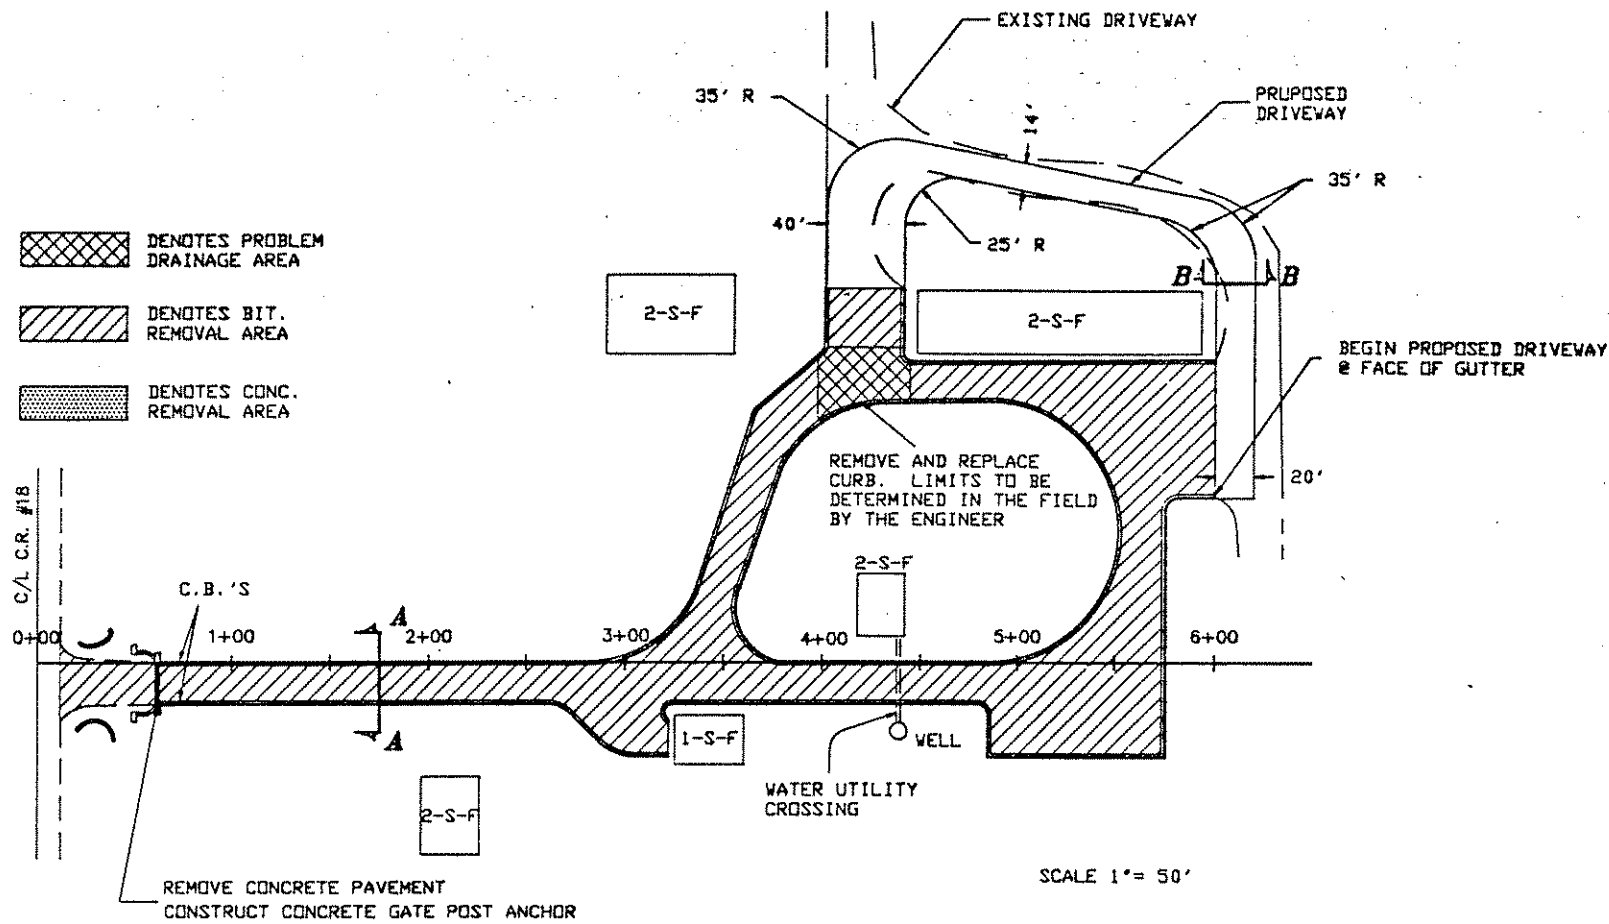 EXISTING DRIVEWAY
PRUPOSED
DRIVEWAY
35' R
14'
35' R
40'
25' R
B
B
DENOTES PROBLEM
DRAINAGE AREA
DENOTES BIT.
REMOVAL AREA
DENOTES CONC.
REMOVAL AREA
2-S-F
2-S-F
BEGIN PROPOSED DRIVEWAY
@ FACE OF GUTTER
REMOVE AND REPLACE
CURB. LIMITS TO BE
DETERMINED IN THE FIELD
BY THE ENGINEER
20'
C/L C.R. #18
C.B.'S
2-S-F
A
0+00
1+00
2+00
3+00
4+00
5+00
6+00
A
1-S-F
WELL
WATER UTILITY
CROSSING
2-S-F
SCALE 1"= 50'
REMOVE CONCRETE PAVEMENT
CONSTRUCT CONCRETE GATE POST ANCHOR